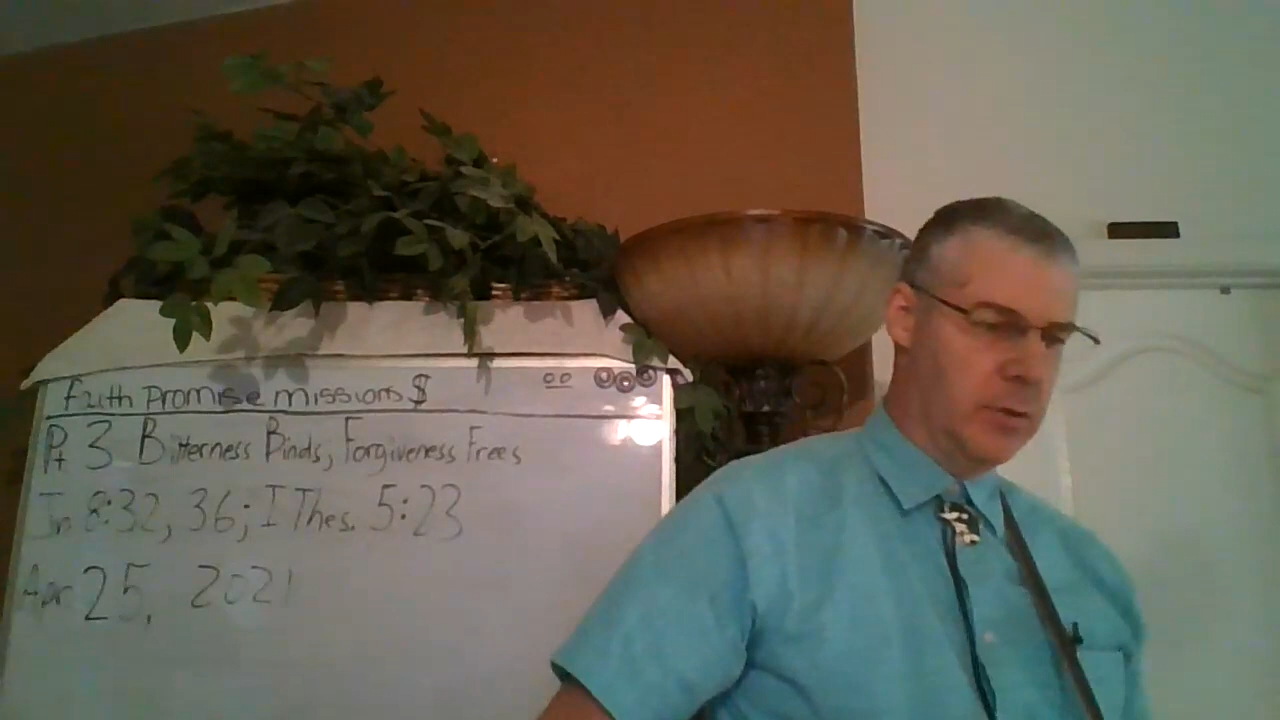 Faith Promise missions $
Pt 3 Bitterness Binds, Forgiveness Frees
Jn 8:32, 36; I Thes. 5:23
Apr 25, 2021